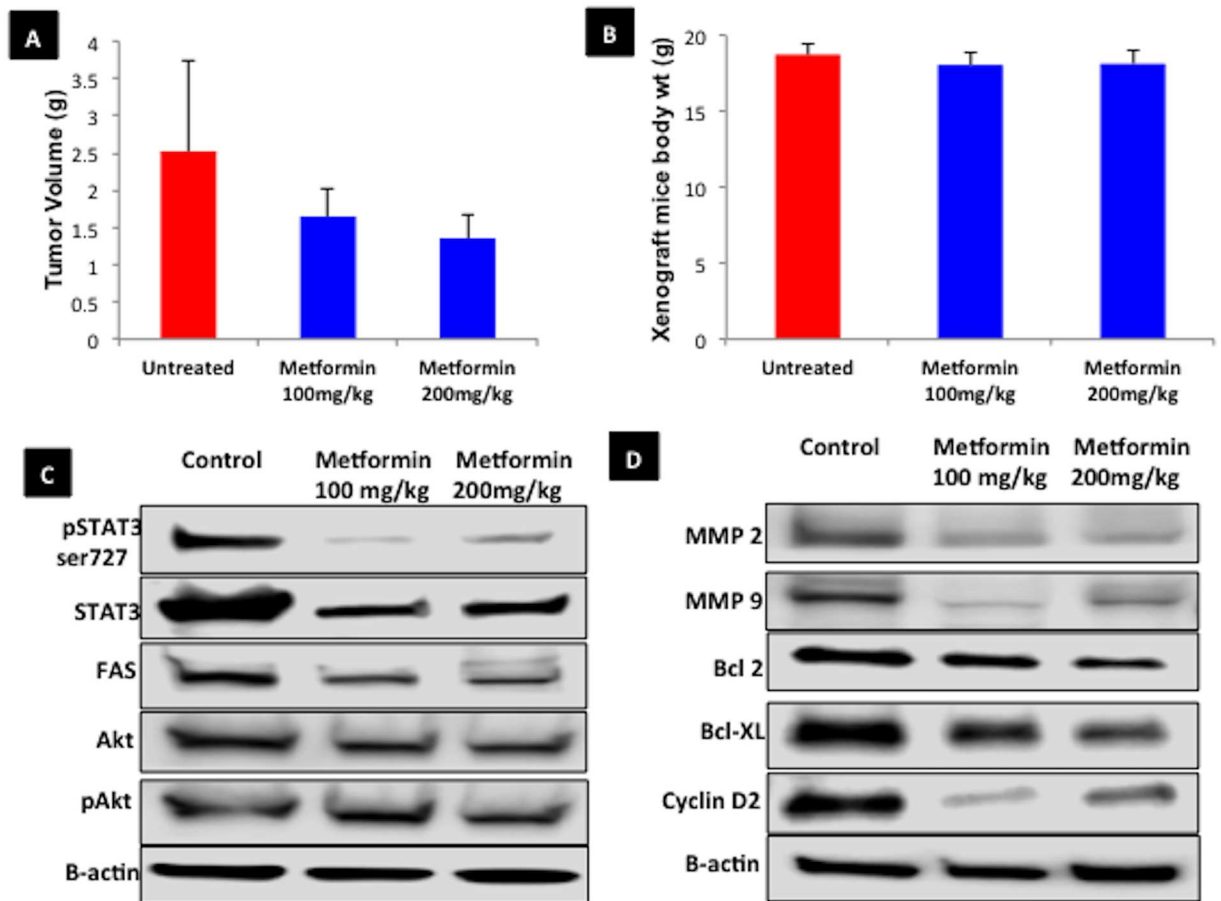 A
Tumor Volume (g)
4
3.5
3
2.5
2
1.5
1
0.5
0
Untreated
Metformin
100mg/kg
Metformin
200mg/kg
B
Xenograft mice body wt (g)
20
15
10
5
0
Untreated
Metformin
100mg/kg
Metformin
200mg/kg
C
Control
Metformin
100 mg/kg
Metformin
200mg/kg
pSTAT3
ser727
STAT3
FAS
Akt
pAkt
B-actin
D
Control
Metformin
100 mg/kg
Metformin
200mg/kg
MMP 2
MMP 9
Bcl 2
Bcl-XL
Cyclin D2
B-actin